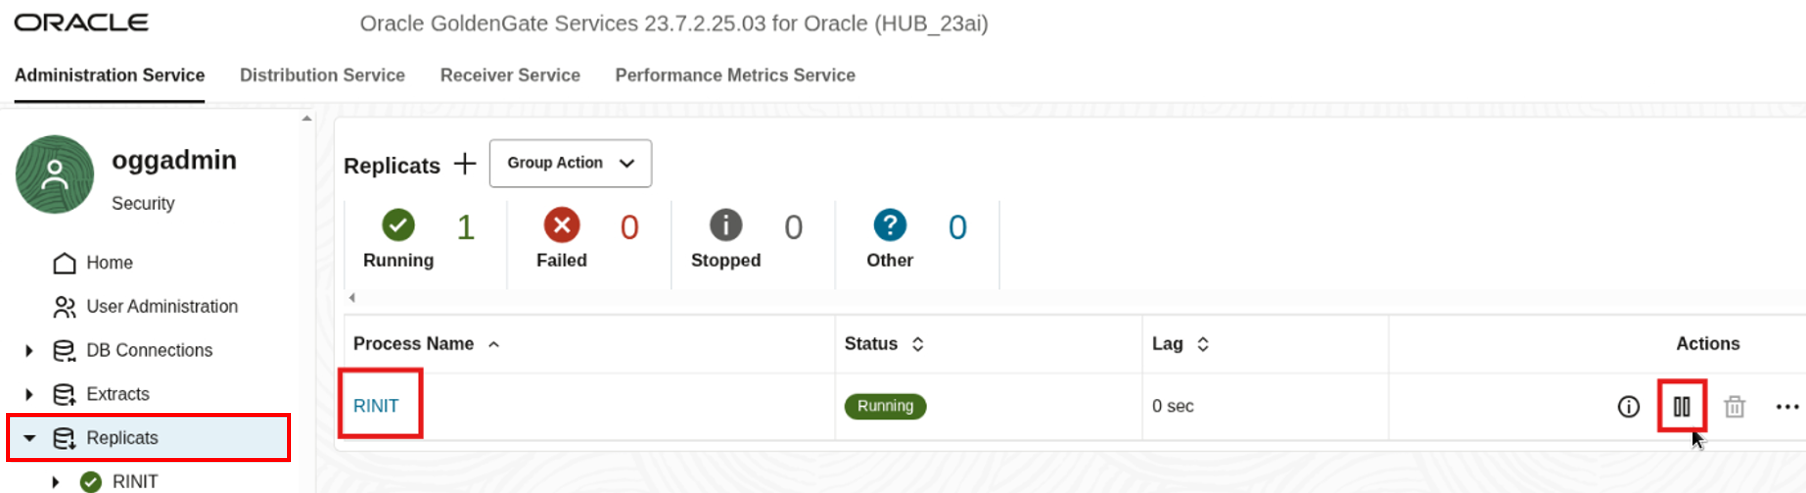 ORACLE Oracle GoldenGate Services 23.7.2.25.03 for Oracle (HUB_23ai)
Administration Service Distribution Service Receiver Service Performance Metrics Service
oggadmin
Security
Home
User Administration
DB Connections
Extracts
Replicats
RINIT
Replicats + Group Action
1 0 0 0
Running Failed Stopped Other
Process Name Status Lag Actions
RINIT Running 0 sec